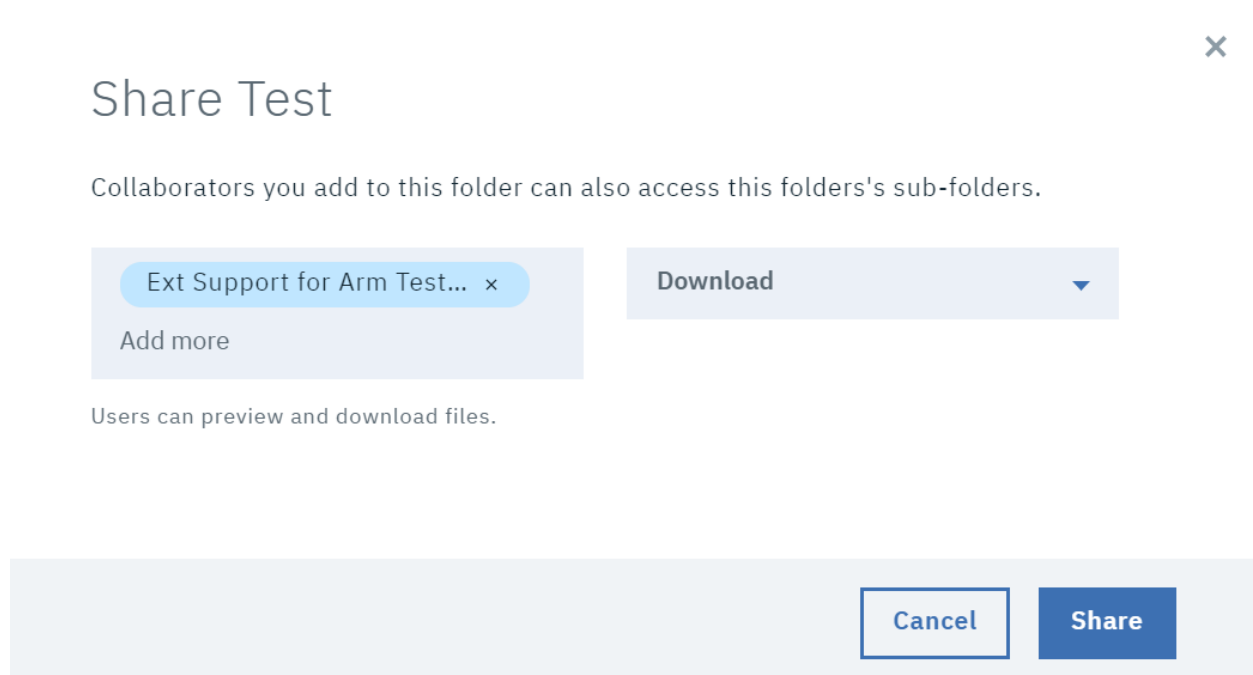 Share Test
Collaborators you add to this folder can also access this folders's sub-folders.
Ext Support for Arm Test... ×
Download
Add more
Users can preview and download files.
Cancel
Share